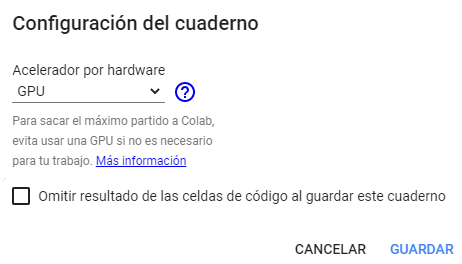 Configuración del cuaderno
Acelerador por hardware
GPU
Para sacar el máximo partido a Colab,
evita usar una GPU si no es necesario
para tu trabajo. Más información
Omitir resultado de las celdas de código al guardar este cuaderno
CANCELAR GUARDAR